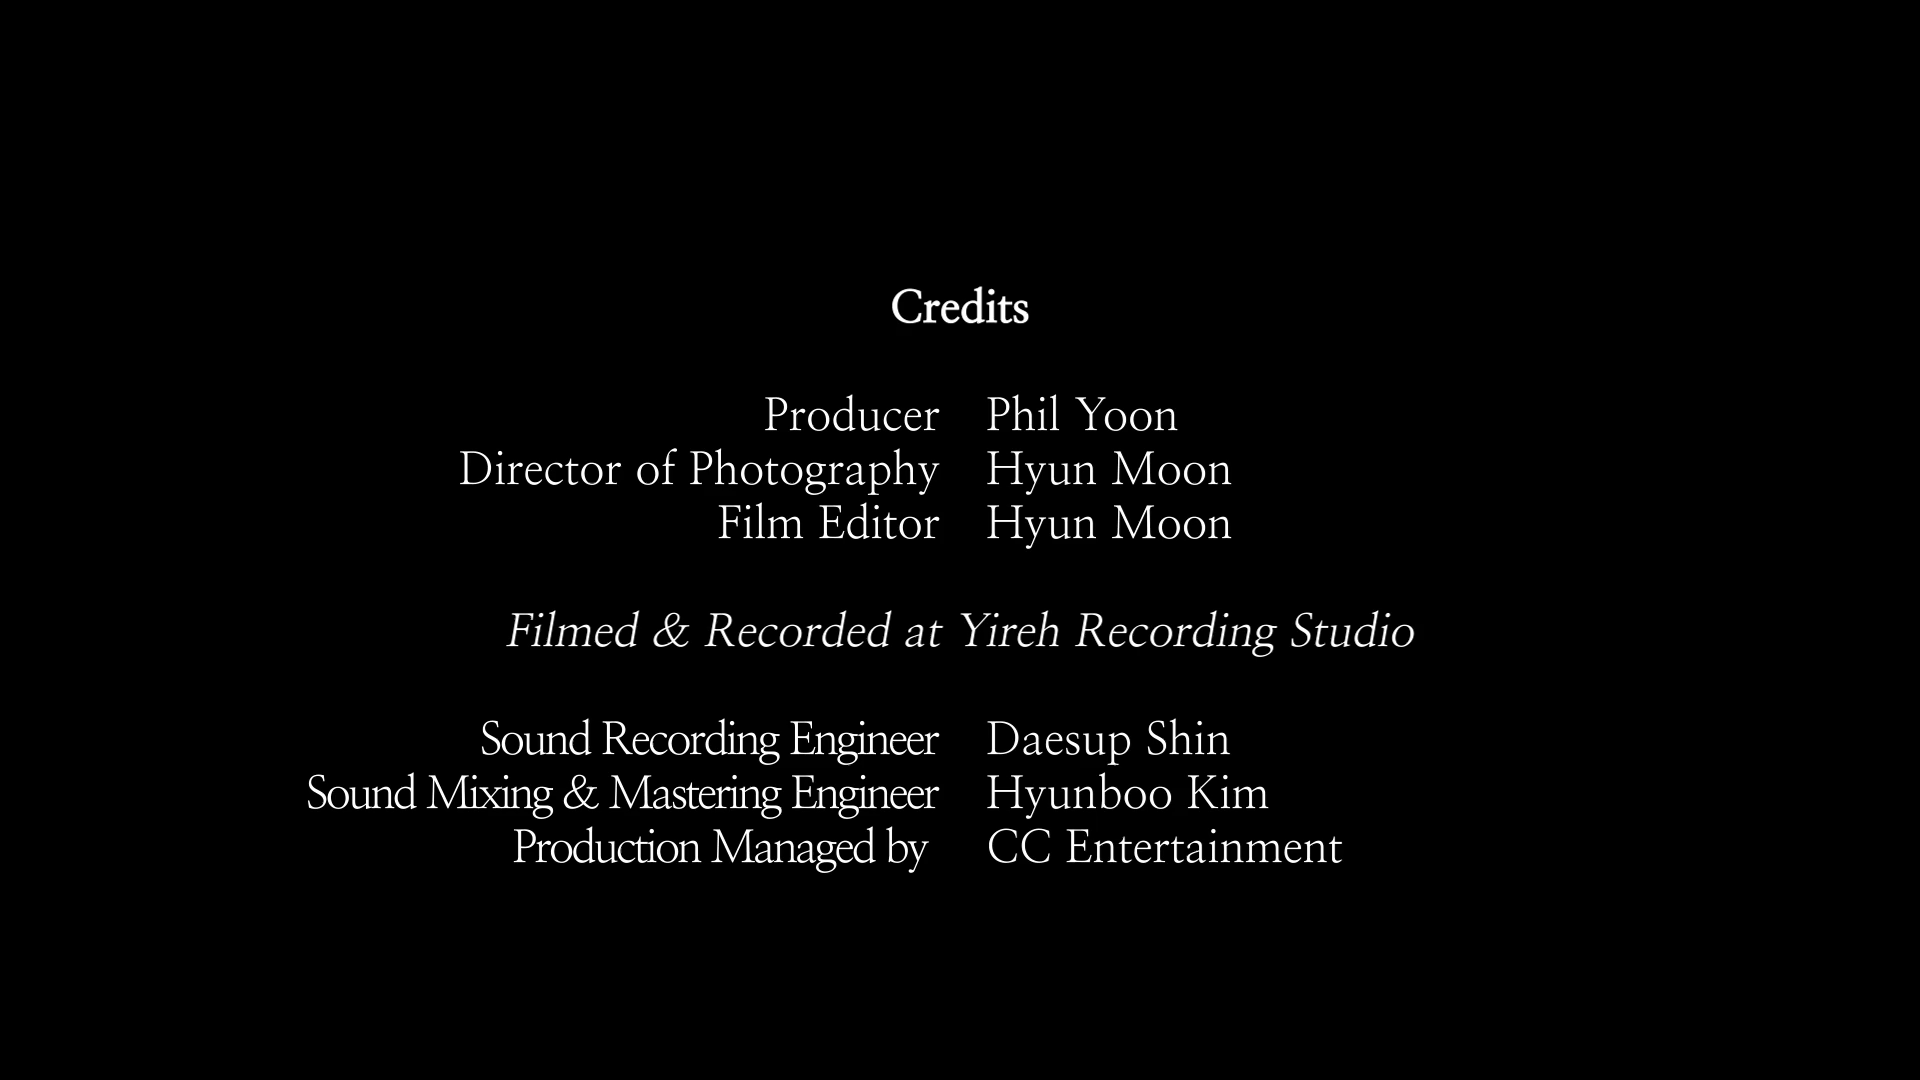 Credits
Producer Phil Yoon
Director of Photography Hyun Moon
Film Editor Hyun Moon
Filmed & Recorded at Yireh Recording Studio
Sound Recording Engineer Daesup Shin
Sound Mixing & Mastering Engineer Hyunboo Kim
Production Managed by CC Entertainment